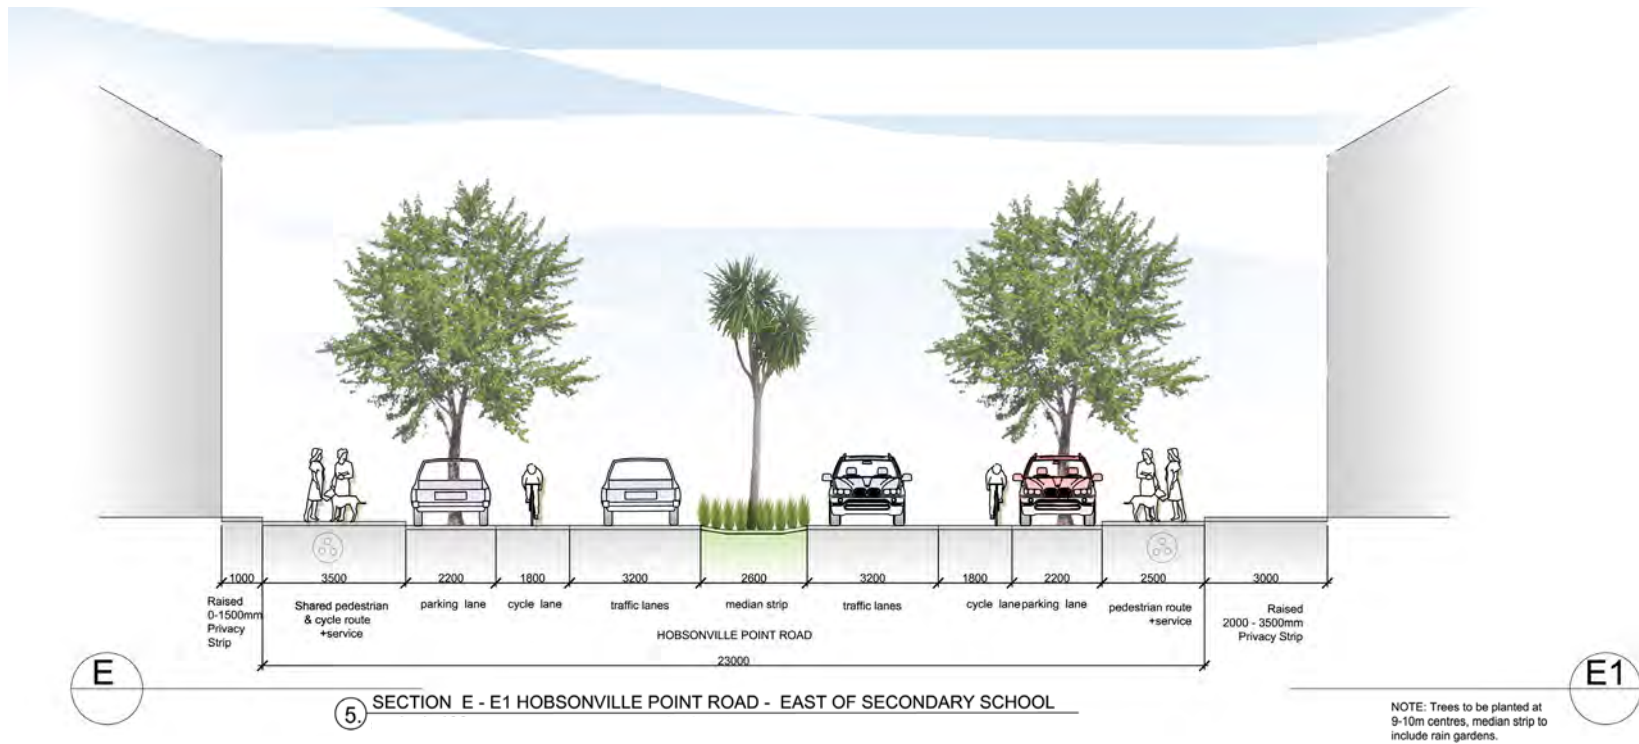 1000 3500 2200 1800 3200 2600 3200 1800 2200 2500 3000
Raised
0-1500mm
Privacy
Strip
Shared pedestrian
& cycle route
+service
parking lane
cycle lane
traffic lanes
median strip
traffic lanes
cycle lane
parking lane
pedestrian route
+service
Raised
2000 - 3500mm
Privacy Strip
HOBSONVILLE POINT ROAD
23000
E
E1
5. SECTION E - E1 HOBSONVILLE POINT ROAD - EAST OF SECONDARY SCHOOL
NOTE: Trees to be planted at
9-10m centres, median strip to
include rain gardens.